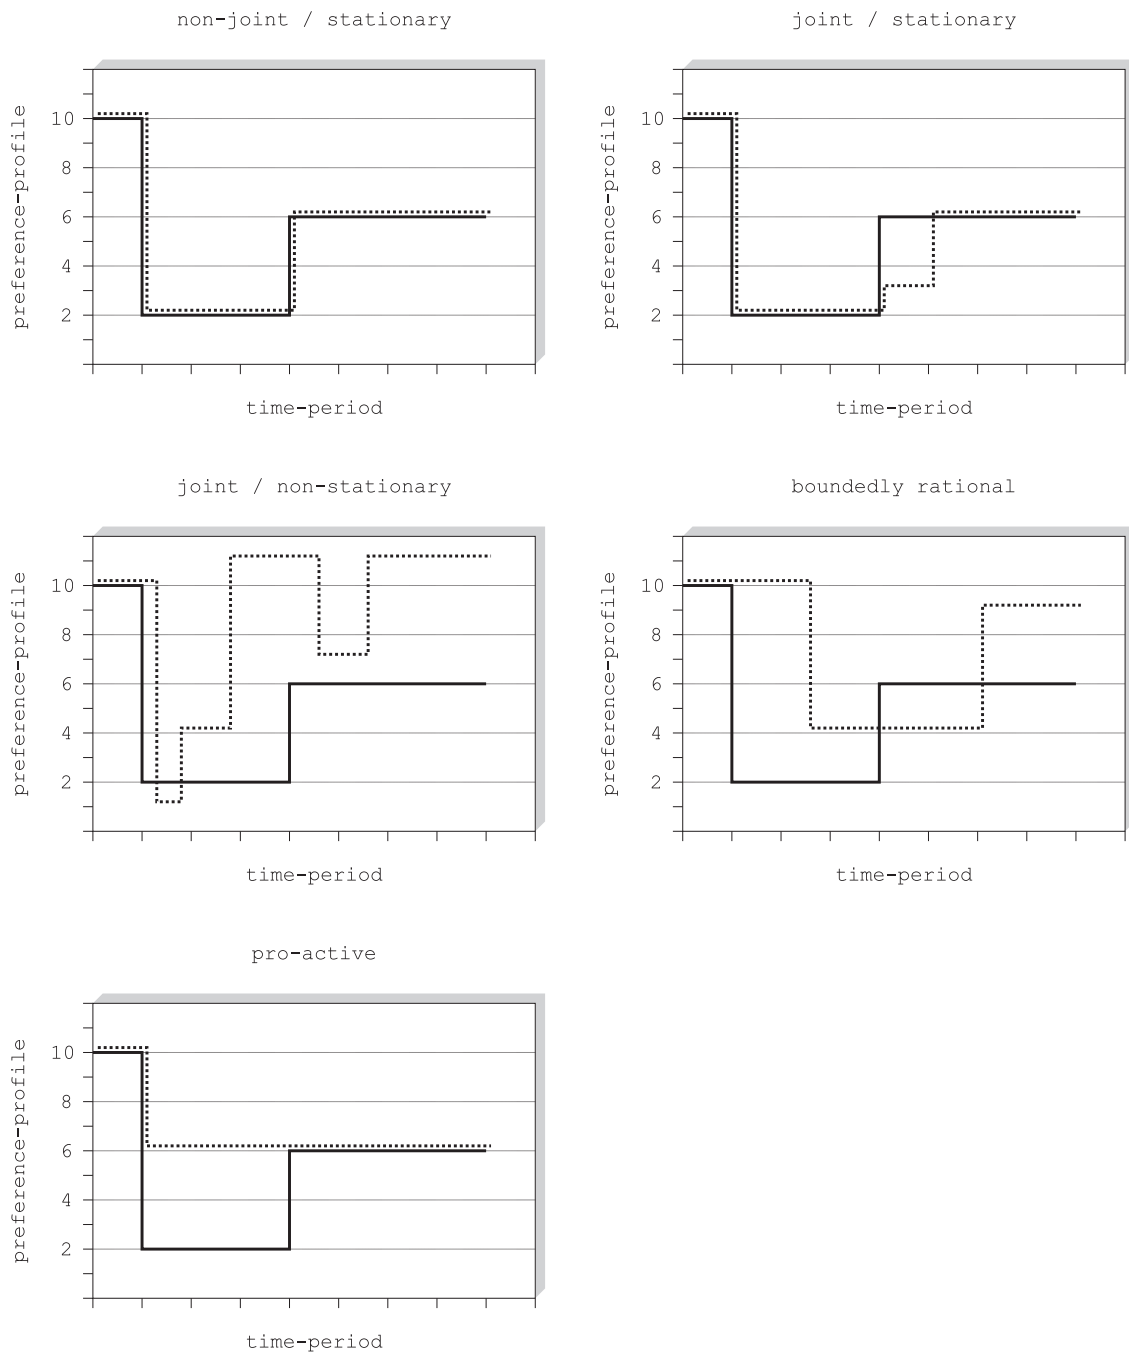 non-joint / stationary
preference-profile
10
8
6
4
2
time-period
joint / stationary
preference-profile
10
8
6
4
2
time-period
joint / non-stationary
preference-profile
10
8
6
4
2
time-period
boundedly rational
preference-profile
10
8
6
4
2
time-period
pro-active
preference-profile
10
8
6
4
2
time-period